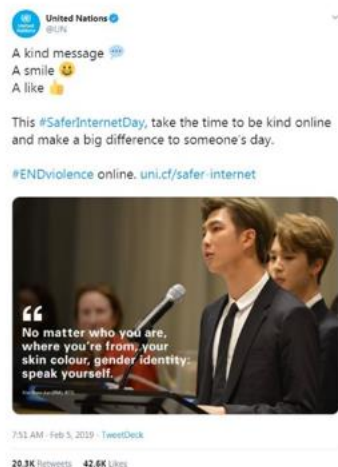 United Nations
@UN
A kind message 💬
A smile 😀
A like 👍
This #SaferInternetDay, take the time to be kind online
and make a big difference to someone's day.
#ENDviolence online. uni.cf/safer-internet
“
No matter who you are,
where you're from, your
skin colour, gender identity:
speak yourself.
7:51 AM - Feb 5, 2019 - TweetDeck
20.3K Retweets 42.6K Likes